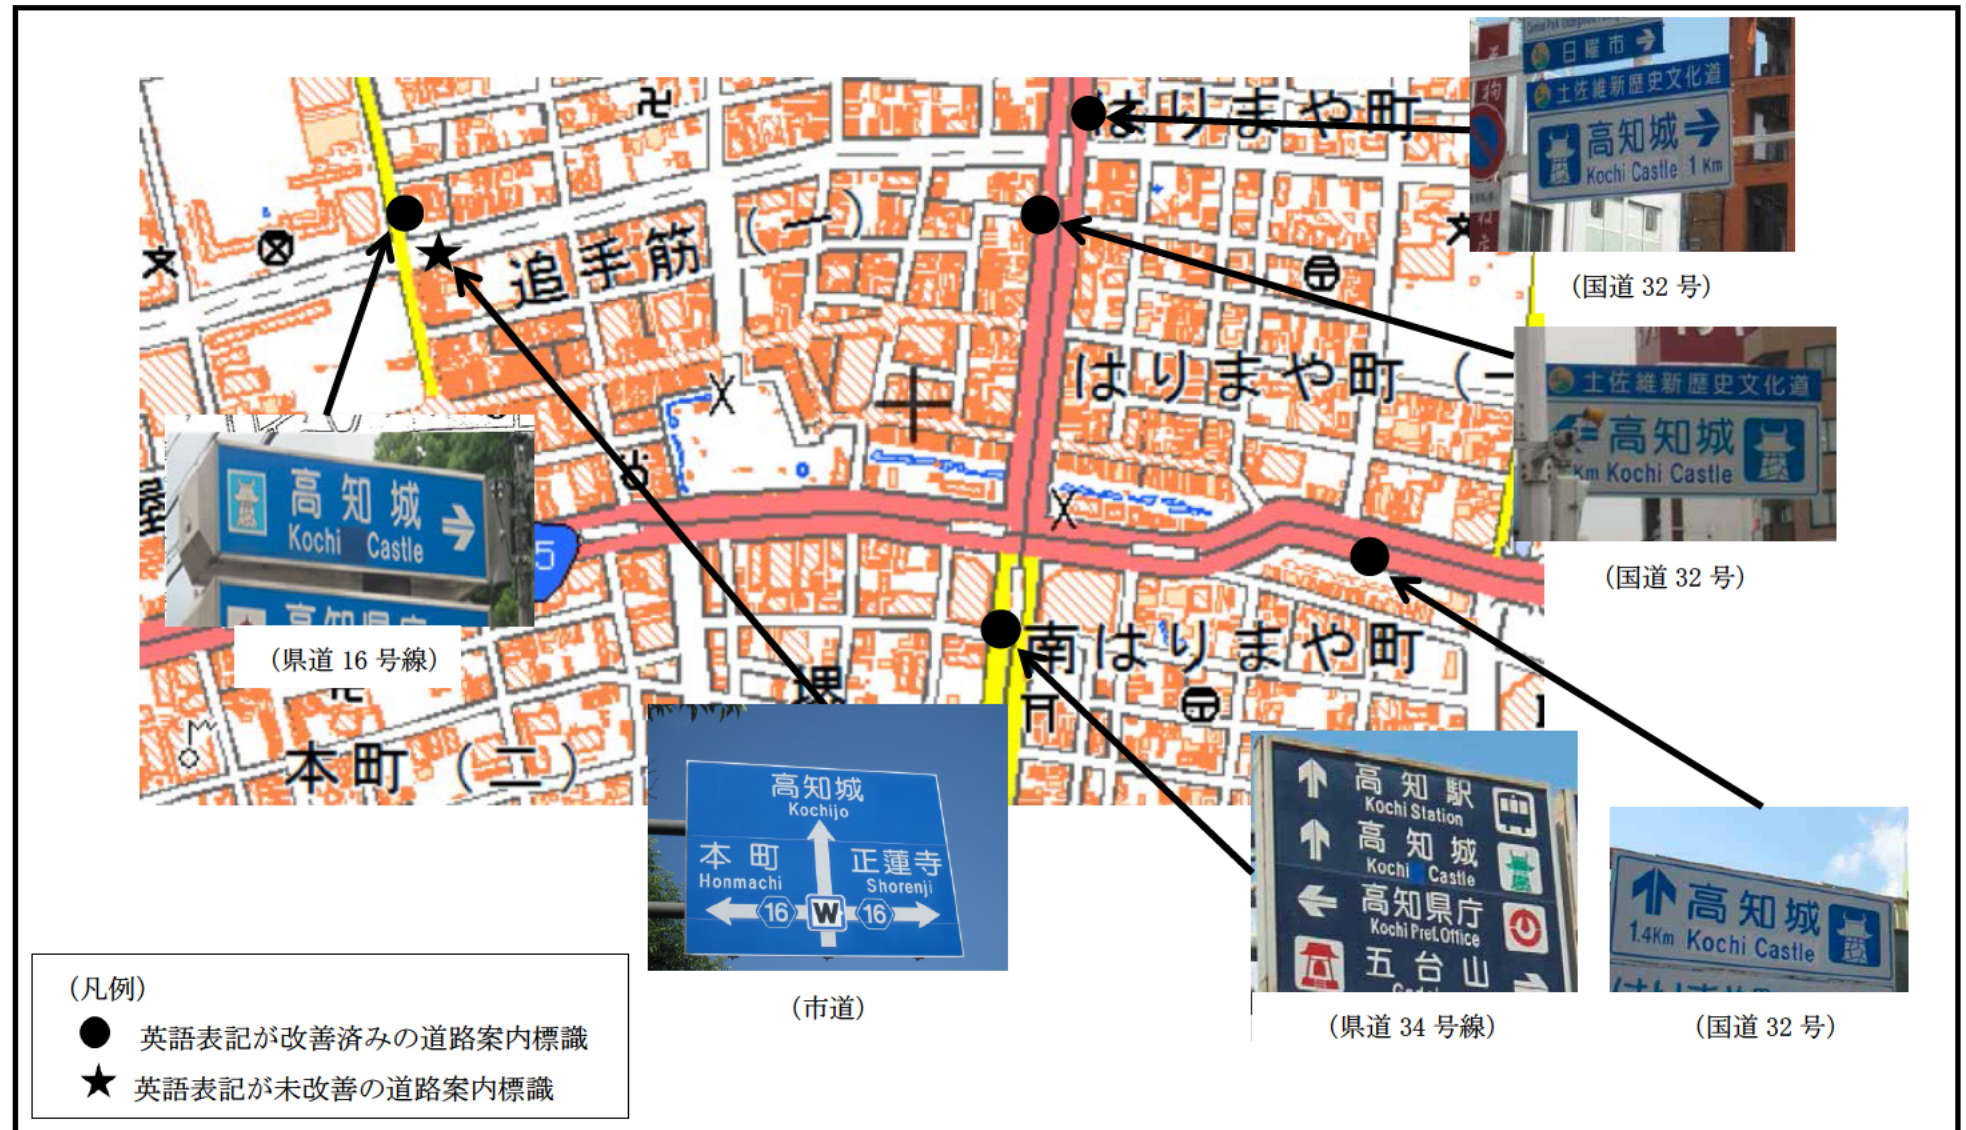 はりまや町
追手筋（一）
はりまや町（一
南はりまや町
本町（二）
5
日曜市
土佐維新歴史文化道
高知城
Kochi Castle 1 Km
（国道 32 号）
土佐維新歴史文化道
高知城
Km Kochi Castle
（国道 32 号）
高知城
Kochi Castle
高知県庁
（県道 16 号線）
高知城
Kochijo
本町
Honmachi
正蓮寺
Shorenji
16
W
16
（市道）
高知駅
Kochi Station
高知城
Kochi Castle
高知県庁
Kochi Pref.Office
五台山
（県道 34 号線）
高知城
1.4Km Kochi Castle
（国道 32 号）
（凡例）
英語表記が改善済みの道路案内標識
英語表記が未改善の道路案内標識